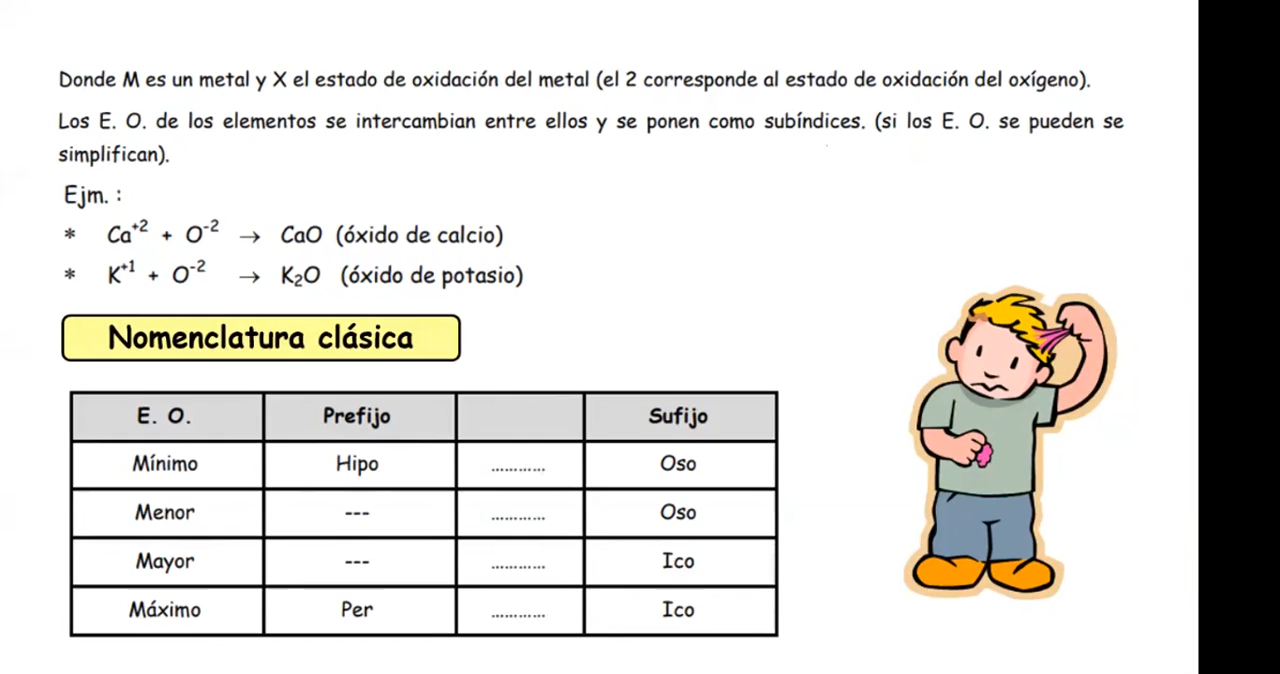 Donde M es un metal y X el estado de oxidación del metal (el 2 corresponde al estado de oxidación del oxígeno).
Los E. O. de los elementos se intercambian entre ellos y se ponen como subíndices. (si los E. O. se pueden se
simplifican).
Ejm. :
* Ca⁺² + O⁻² → CaO (óxido de calcio)
* K⁺¹ + O⁻² → K₂O (óxido de potasio)
Nomenclatura clásica
E. O. Prefijo Sufijo
Mínimo Hipo ............ Oso
Menor --- ............ Oso
Mayor --- ............ Ico
Máximo Per ............ Ico